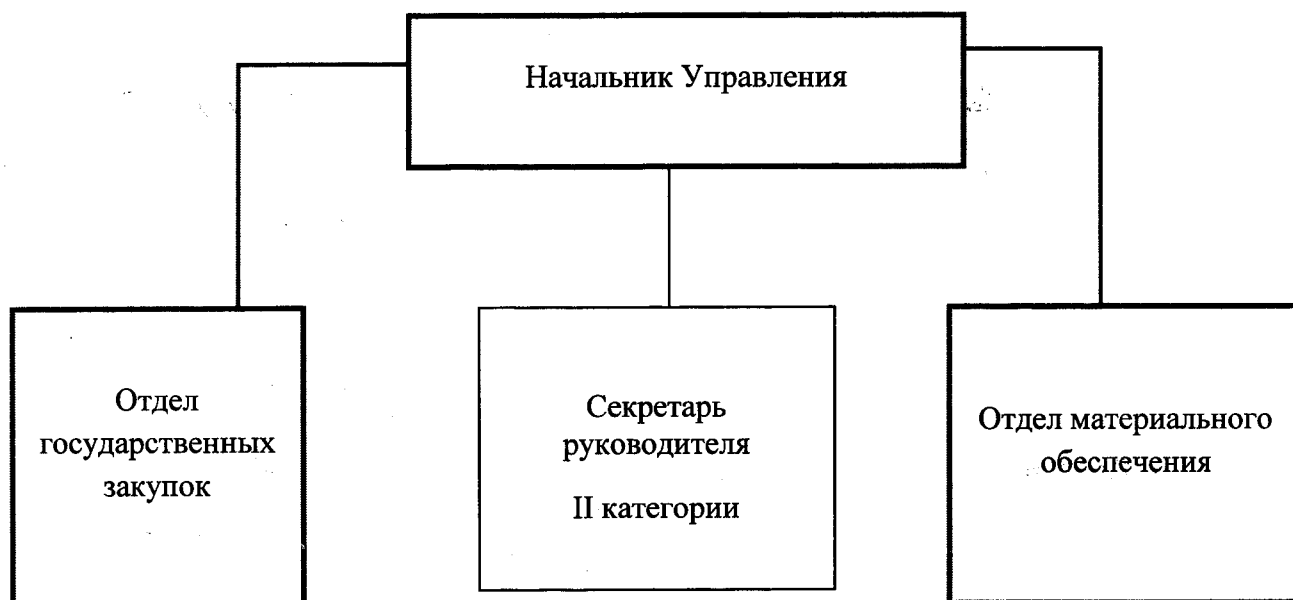 Начальник Управления
Отдел
государственных
закупок
Секретарь
руководителя
II категории
Отдел материального
обеспечения